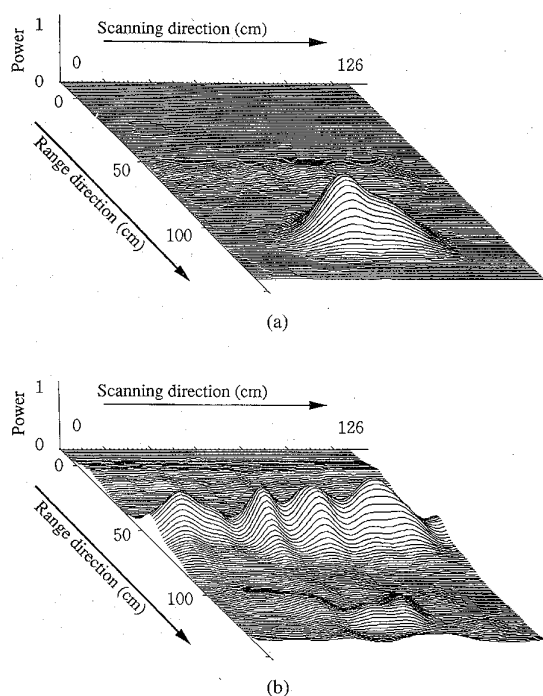 Power
1
0
Scanning direction (cm)
0
126
0
50
100
Range direction (cm)
(a)
Power
1
0
Scanning direction (cm)
0
126
0
50
100
Range direction (cm)
(b)